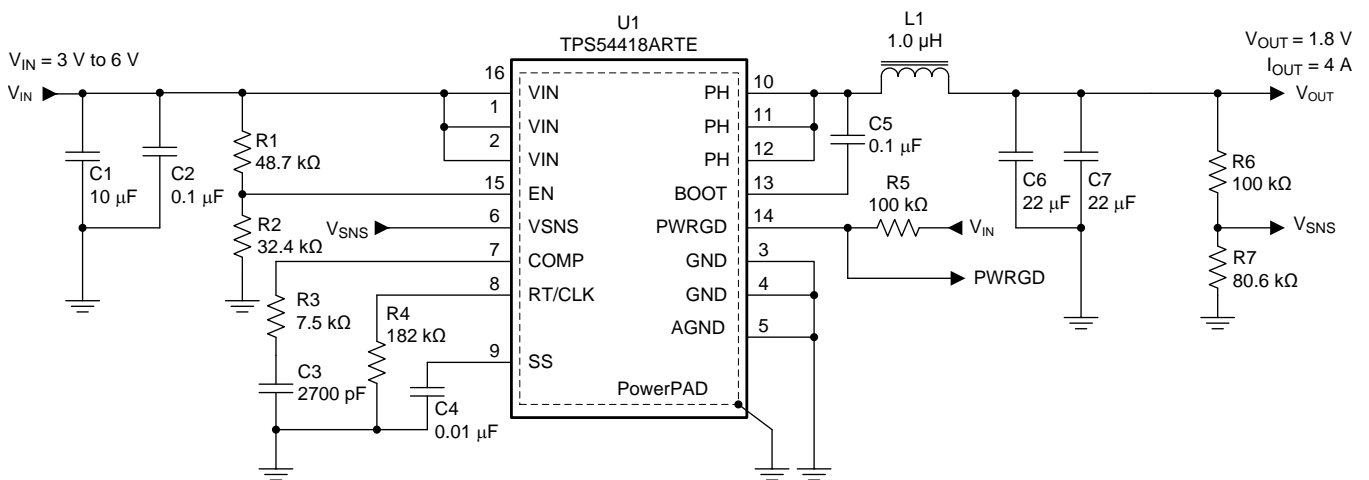 U1
TPS54418ARTE
L1
1.0 µH
V_IN = 3 V to 6 V
V_OUT = 1.8 V
I_OUT = 4 A
V_IN
16
VIN
PH
10
V_OUT
1
VIN
PH
11
2
VIN
PH
12
15
EN
BOOT
13
6
VSNS
PWRGD
14
7
COMP
GND
3
8
RT/CLK
GND
4
AGND
5
9
SS
PowerPAD
C1
10 µF
C2
0.1 µF
R1
48.7 kΩ
R2
32.4 kΩ
V_SNS
R3
7.5 kΩ
R4
182 kΩ
C3
2700 pF
C4
0.01 µF
C5
0.1 µF
R5
100 kΩ
V_IN
PWRGD
C6
22 µF
C7
22 µF
R6
100 kΩ
V_SNS
R7
80.6 kΩ